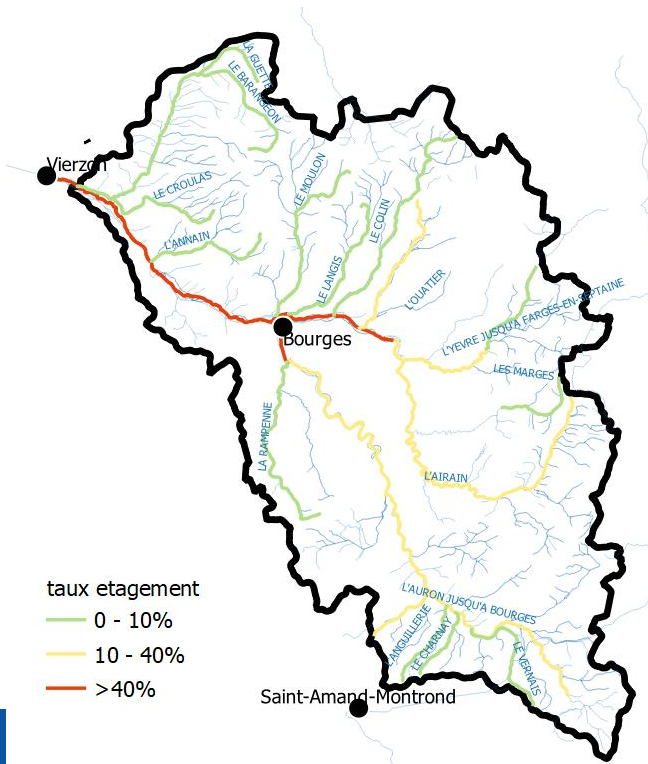 LA GUETTE
LE BARANGEON
Vierzon
LE CROULAS
LE MOULON
L'ANNAIN
LE COLIN
LE LANGIS
L'OUATIER
L'YEVRE JUSQU'A FARGES-EN-SEPTAINE
Bourges
LES MARGES
LA RAMPENNE
L'AIRAIN
taux etagement
0 - 10%
10 - 40%
>40%
L'AURON JUSQU'A BOURGES
L'ANGUILLERIE
LE CHARNAY
LE VERNAIS
Saint-Amand-Montrond